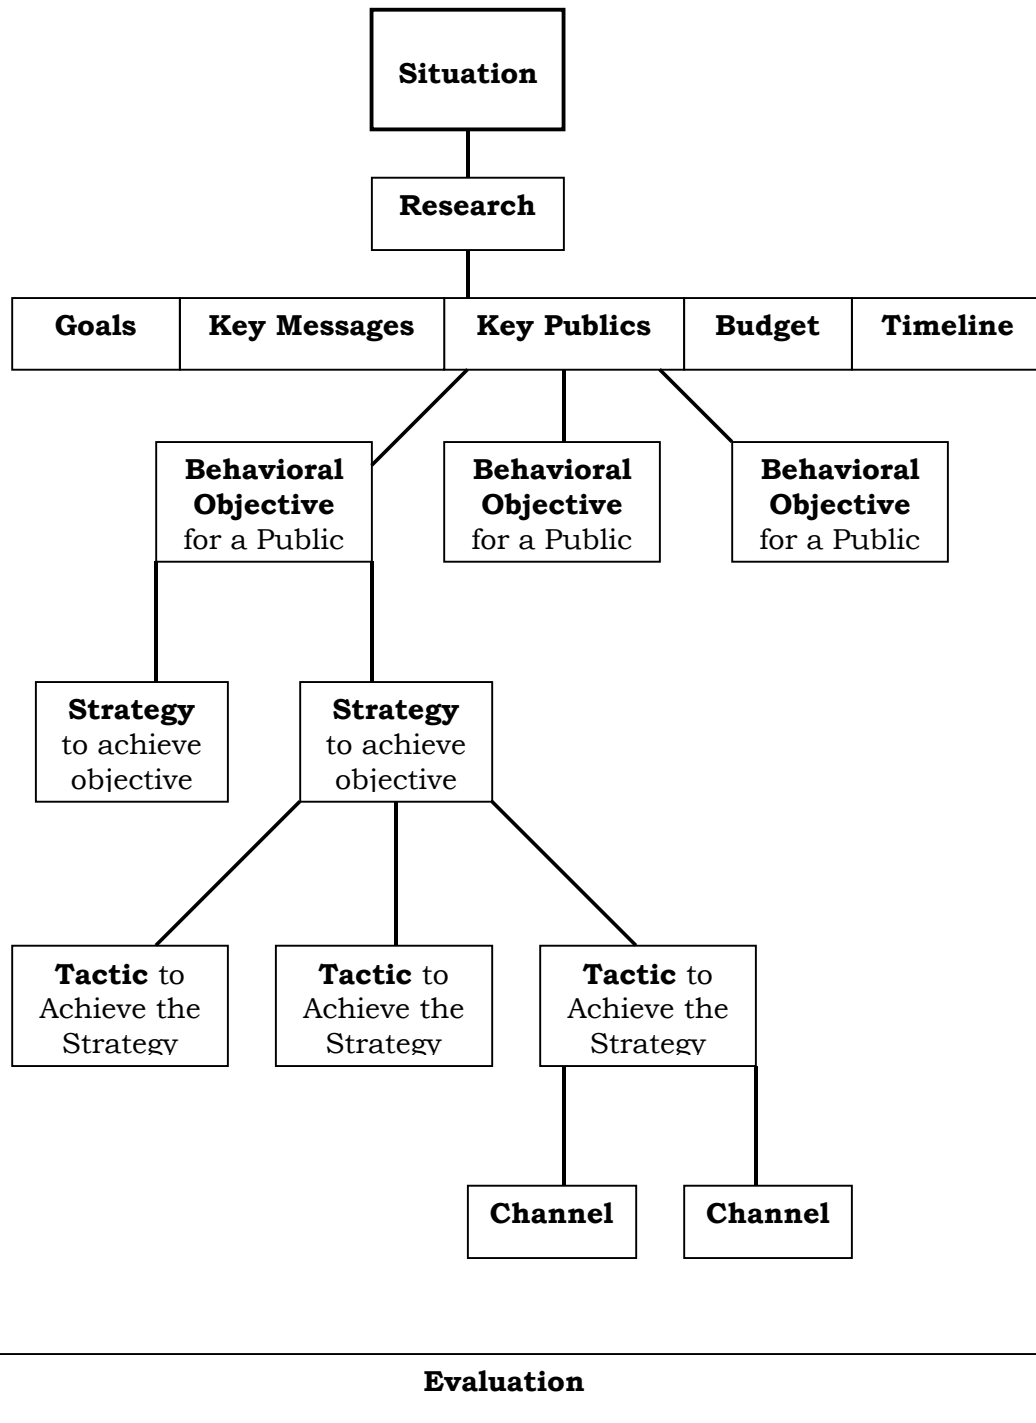 Situation
Research
Goals
Key Messages
Key Publics
Budget
Timeline
Behavioral
Objective
for a Public
Behavioral
Objective
for a Public
Behavioral
Objective
for a Public
Strategy
to achieve
objective
Strategy
to achieve
objective
Tactic to
Achieve the
Strategy
Tactic to
Achieve the
Strategy
Tactic to
Achieve the
Strategy
Channel
Channel
Evaluation